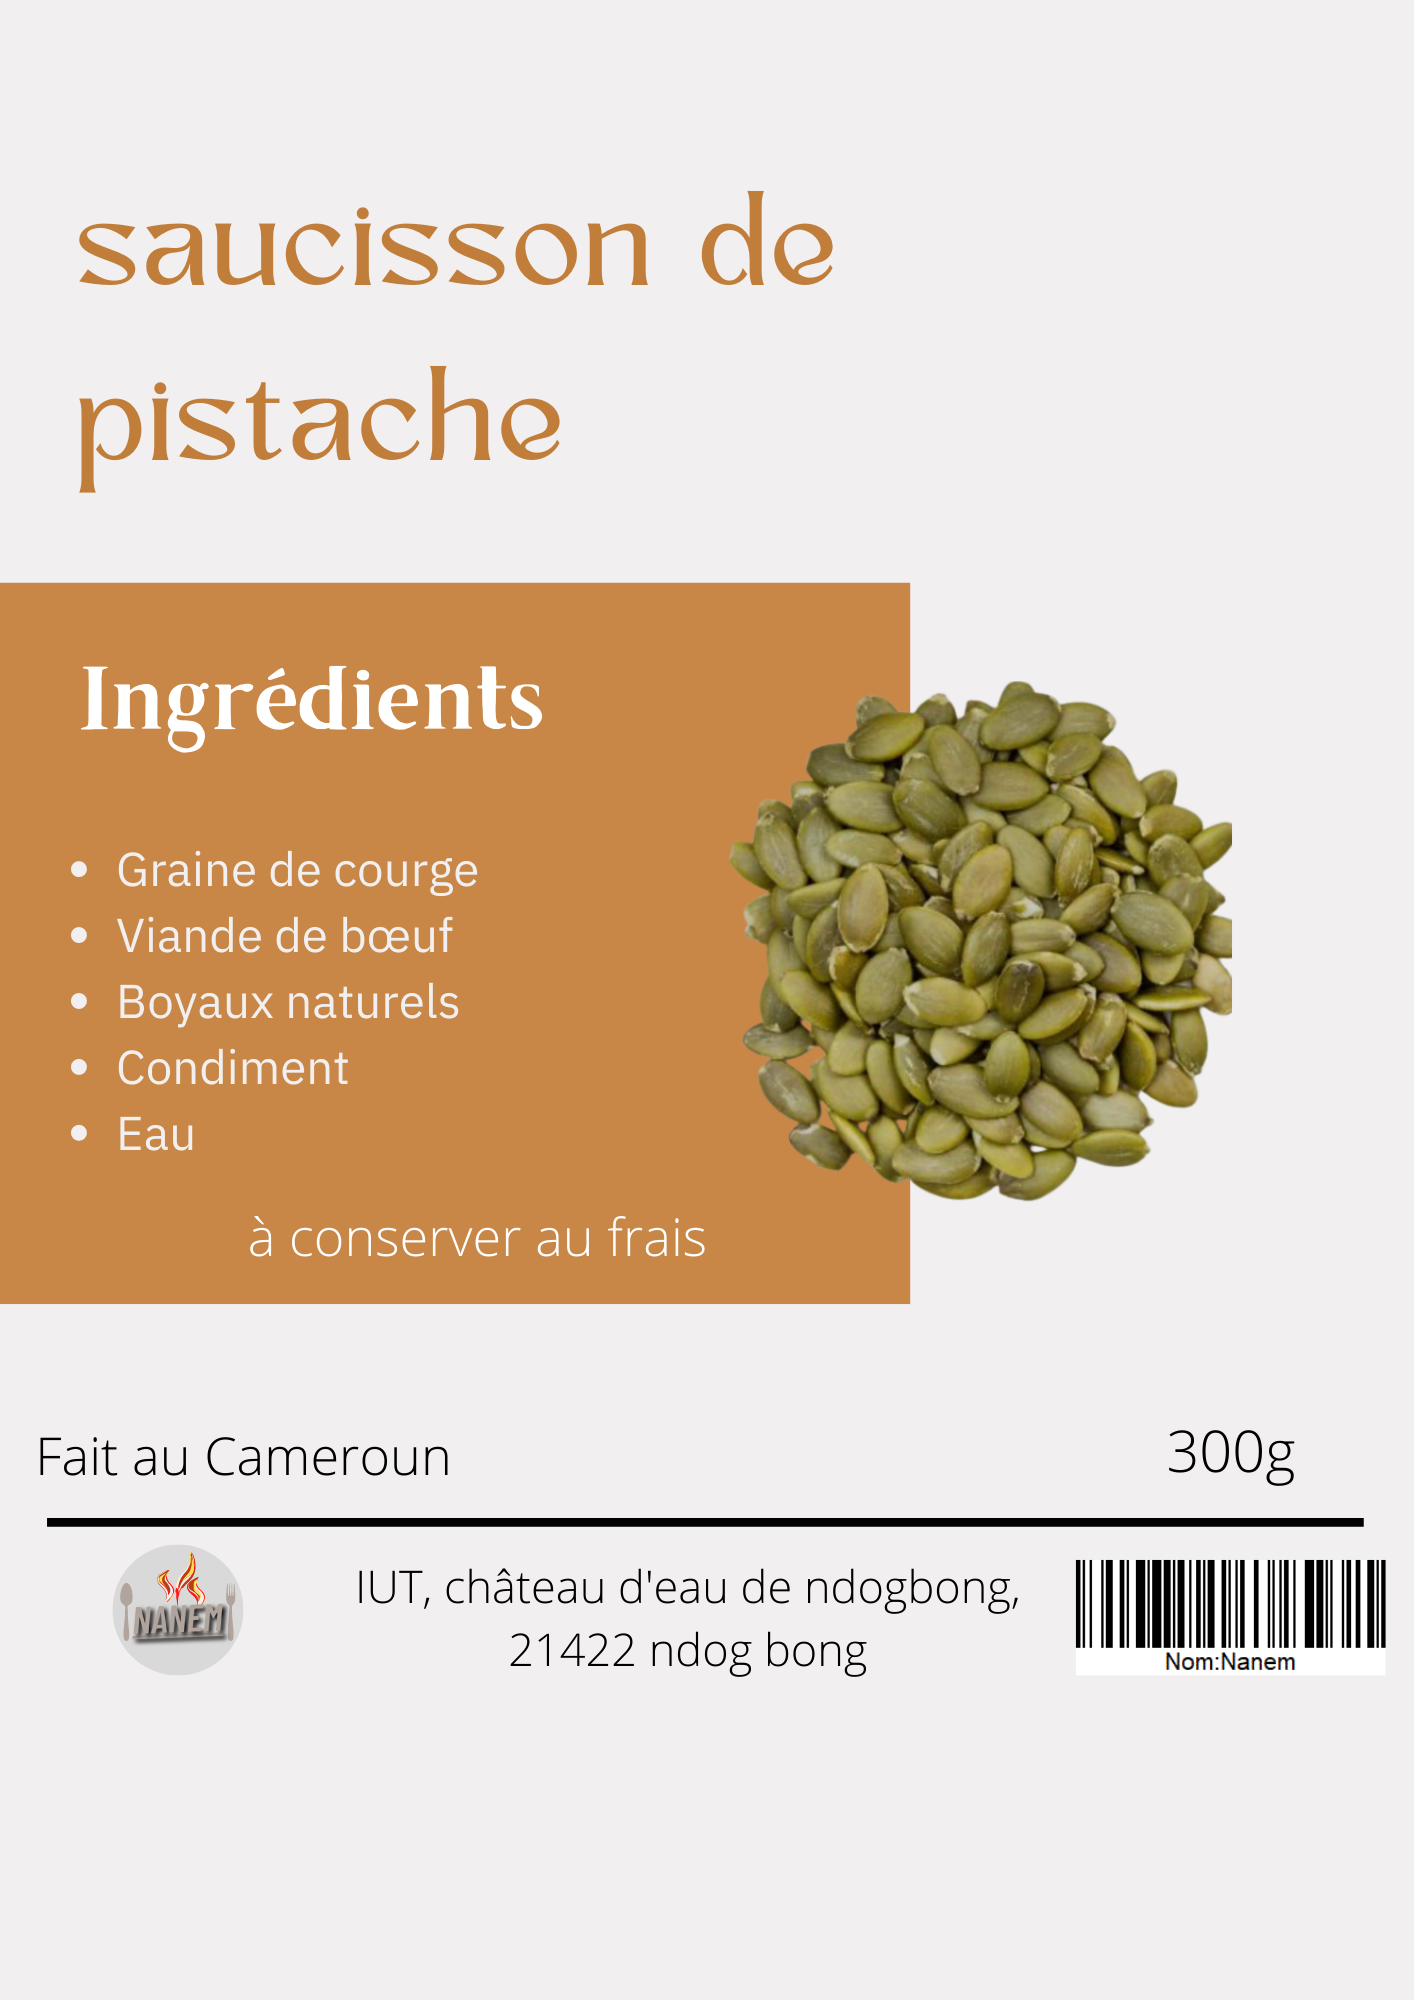 saucisson de
pistache
Ingrédients
• Graine de courge
• Viande de bœuf
• Boyaux naturels
• Condiment
• Eau
à conserver au frais
Fait au Cameroun
300g
NANEM
IUT, château d'eau de ndogbong,
21422 ndog bong
Nom:Nanem